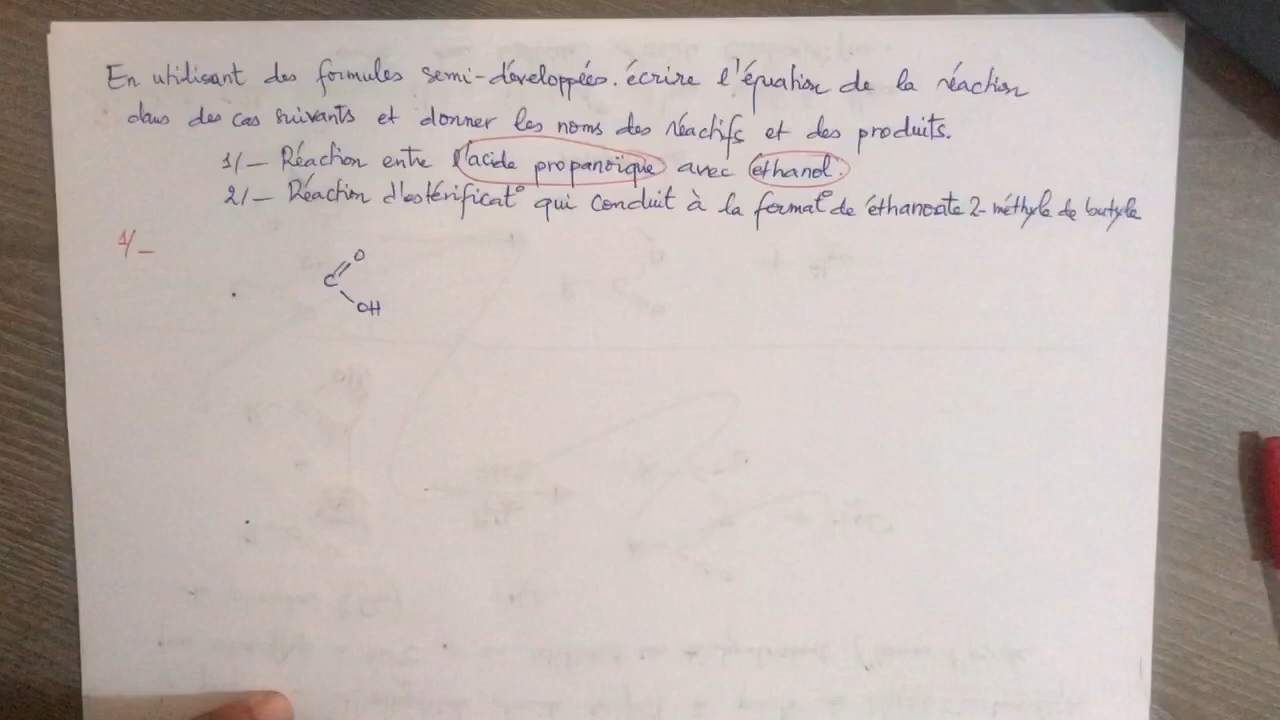 En utilisant des formules semi-développées. écrire l'équation de la réaction
dans des cas suivants et donner les noms des réactifs et des produits.
1/- Réaction entre l'acide propanoïque avec éthanol.
2/- Réaction d'estérificat° qui conduit à la format° de éthanoate 2-méthyle de butyle
1/-
O
C
OH